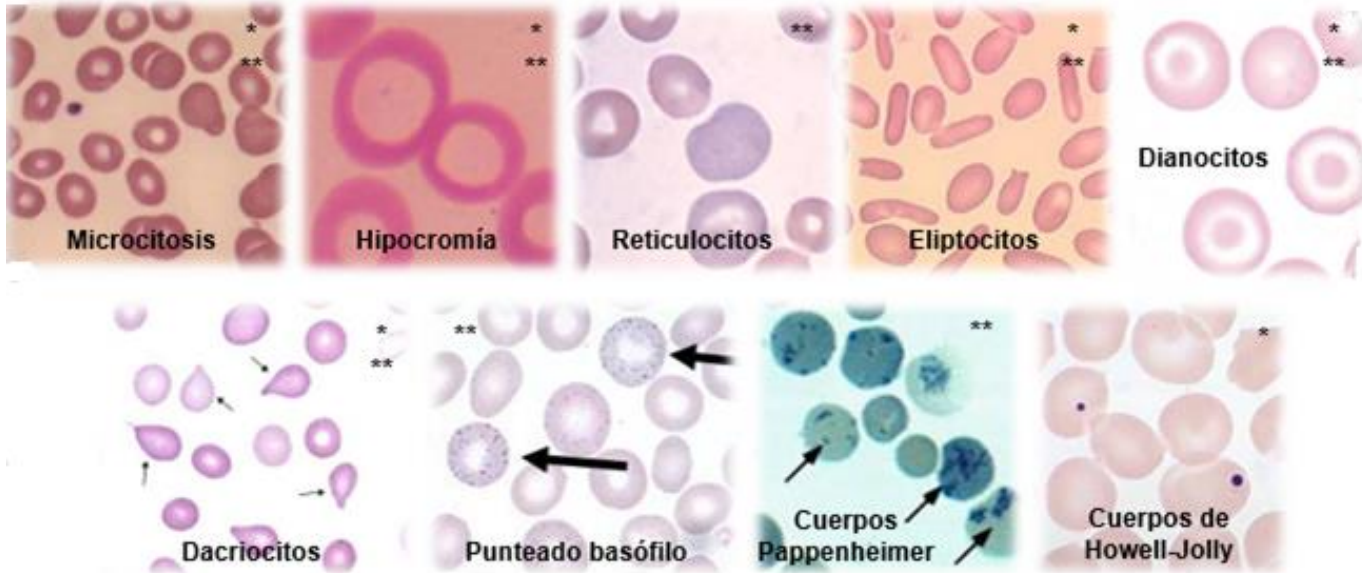 *
**
Microcitosis
*
**
Hipocromía
**
Reticulocitos
*
**
Eliptocitos
*
**
Dianocitos
*
**
Dacriocitos
**
Punteado basófilo
**
Cuerpos
Pappenheimer
*
Cuerpos de
Howell-Jolly